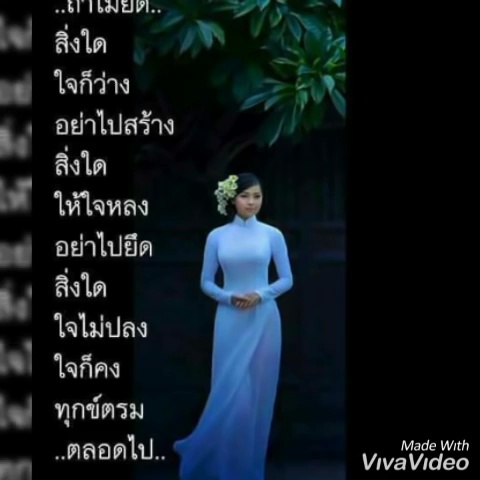 ..ถ้าไม่ยึด..
สิ่งใด
ใจก็ว่าง
อย่าไปสร้าง
สิ่งใด
ให้ใจหลง
อย่าไปยึด
สิ่งใด
ใจไม่ปลง
ใจก็คง
ทุกข์ตรม
..ตลอดไป..
Made With
VivaVideo